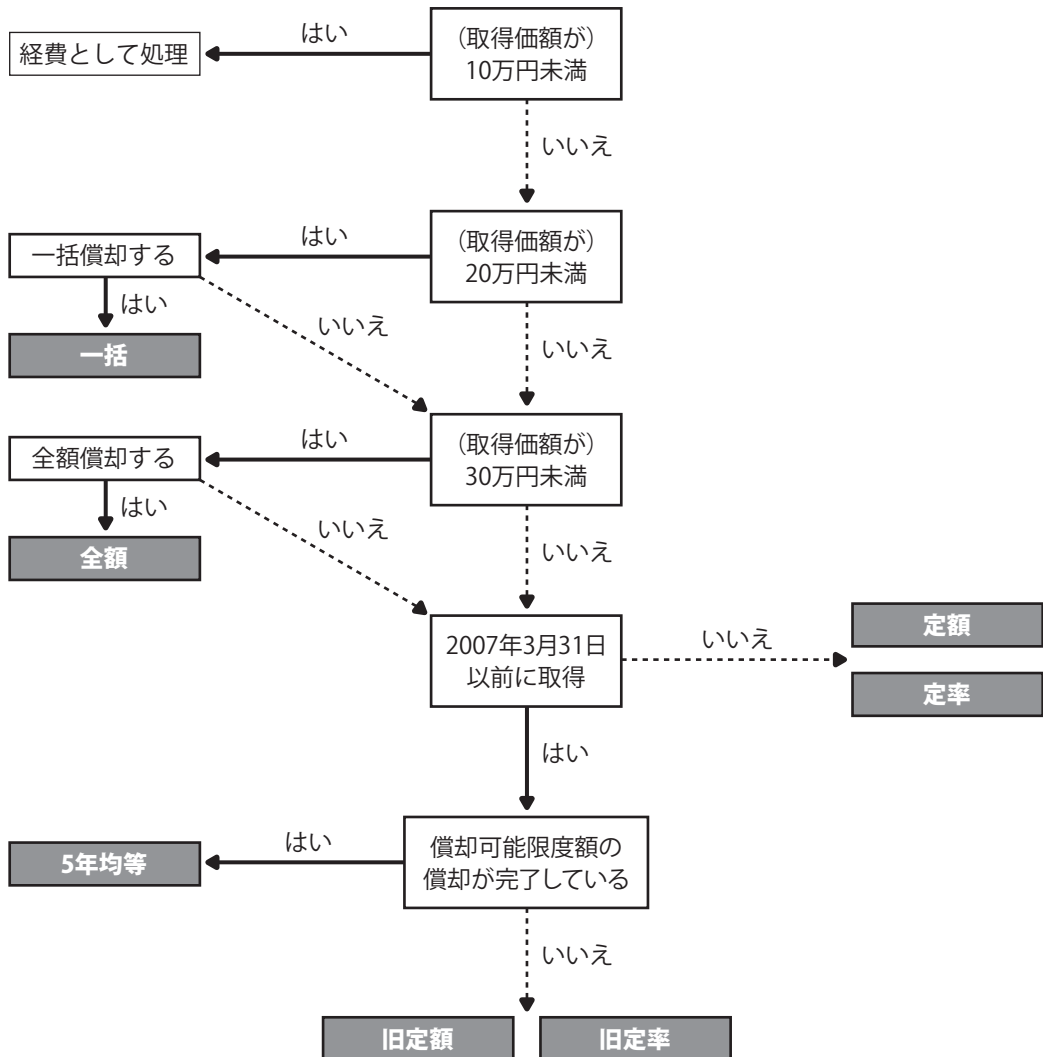 経費として処理
はい
（取得価額が）
10万円未満
いいえ
一括償却する
はい
（取得価額が）
20万円未満
はい
いいえ
いいえ
一括
全額償却する
はい
（取得価額が）
30万円未満
はい
いいえ
いいえ
全額
2007年3月31日
以前に取得
いいえ
定額
定率
はい
5年均等
はい
償却可能限度額の
償却が完了している
いいえ
旧定額
旧定率